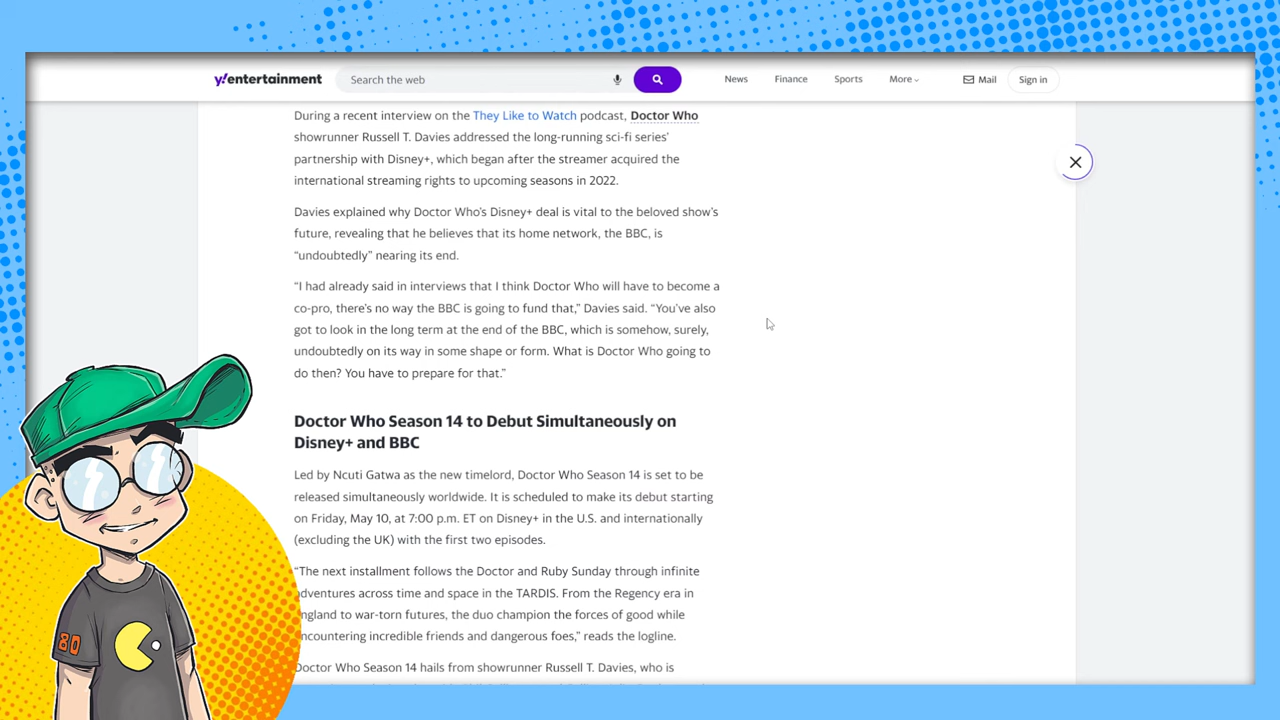 y!entertainment
Search the web
News
Finance
Sports
More
Mail
Sign in
During a recent interview on the They Like to Watch podcast, Doctor Who
showrunner Russell T. Davies addressed the long-running sci-fi series'
partnership with Disney+, which began after the streamer acquired the
international streaming rights to upcoming seasons in 2022.
Davies explained why Doctor Who's Disney+ deal is vital to the beloved show's
future, revealing that he believes that its home network, the BBC, is
“undoubtedly” nearing its end.
“I had already said in interviews that I think Doctor Who will have to become a
co-pro, there's no way the BBC is going to fund that,” Davies said. “You've also
got to look in the long term at the end of the BBC, which is somehow, surely,
undoubtedly on its way in some shape or form. What is Doctor Who going to
do then? You have to prepare for that.”
Doctor Who Season 14 to Debut Simultaneously on
Disney+ and BBC
Led by Ncuti Gatwa as the new timelord, Doctor Who Season 14 is set to be
released simultaneously worldwide. It is scheduled to make its debut starting
on Friday, May 10, at 7:00 p.m. ET on Disney+ in the U.S. and internationally
(excluding the UK) with the first two episodes.
“The next installment follows the Doctor and Ruby Sunday through infinite
adventures across time and space in the TARDIS. From the Regency era in
England to war-torn futures, the duo champion the forces of good while
encountering incredible friends and dangerous foes,” reads the logline.
Doctor Who Season 14 hails from showrunner Russell T. Davies, who is
80